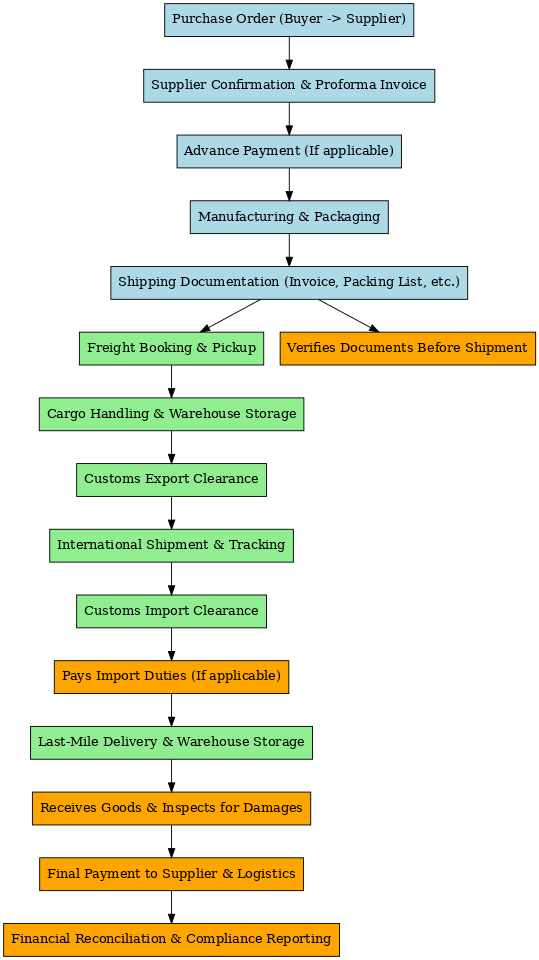 Purchase Order (Buyer -> Supplier)
Supplier Confirmation & Proforma Invoice
Advance Payment (If applicable)
Manufacturing & Packaging
Shipping Documentation (Invoice, Packing List, etc.)
Freight Booking & Pickup
Verifies Documents Before Shipment
Cargo Handling & Warehouse Storage
Customs Export Clearance
International Shipment & Tracking
Customs Import Clearance
Pays Import Duties (If applicable)
Last-Mile Delivery & Warehouse Storage
Receives Goods & Inspects for Damages
Final Payment to Supplier & Logistics
Financial Reconciliation & Compliance Reporting